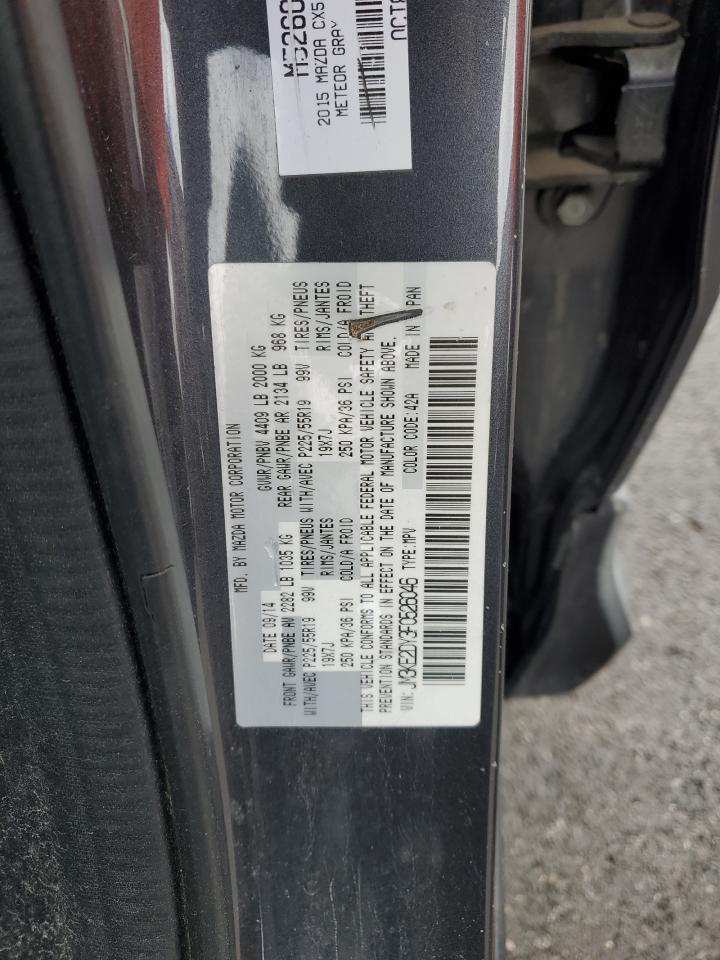 M5260
2015 MAZDA CX5
METEOR GRAY
MFD. BY MAZDA MOTOR CORPORATION
DATE 09/14 GVWR/PNBV 4409 LB 2000 KG
FRONT GAWR/PNBE AV 2282 LB 1035 KG REAR GAWR/PNBE AR 2134 LB 968 KG
WITH/AVEC P225/55R19 99V TIRES/PNEUS WITH/AVEC P225/55R19 99V TIRES/PNEUS
19X7J RIMS/JANTES 19X7J RIMS/JANTES
250 KPA/36 PSI COLD/A FROID 250 KPA/36 PSI COLD/A FROID
THIS VEHICLE CONFORMS TO ALL APPLICABLE FEDERAL MOTOR VEHICLE SAFETY AND THEFT
PREVENTION STANDARDS IN EFFECT ON THE DATE OF MANUFACTURE SHOWN ABOVE.
VIN:JM3KE2DY3F0526046 TYPE:MPV COLOR CODE:42A MADE IN JAPAN